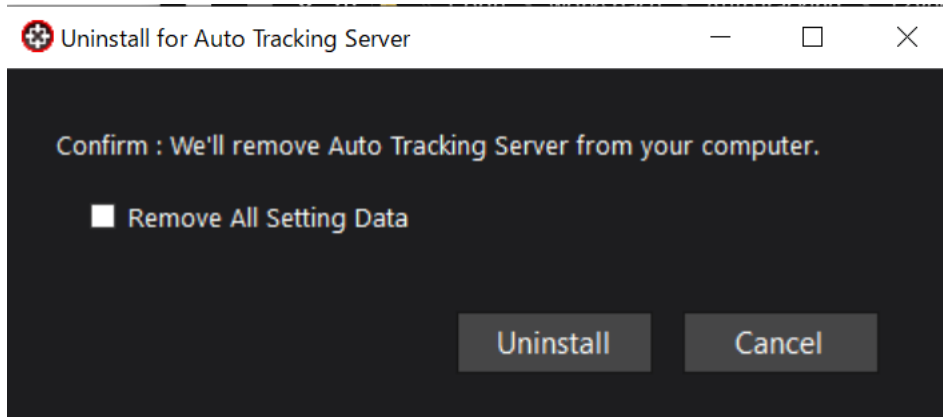 Uninstall for Auto Tracking Server
Confirm : We'll remove Auto Tracking Server from your computer.
Remove All Setting Data
Uninstall Cancel